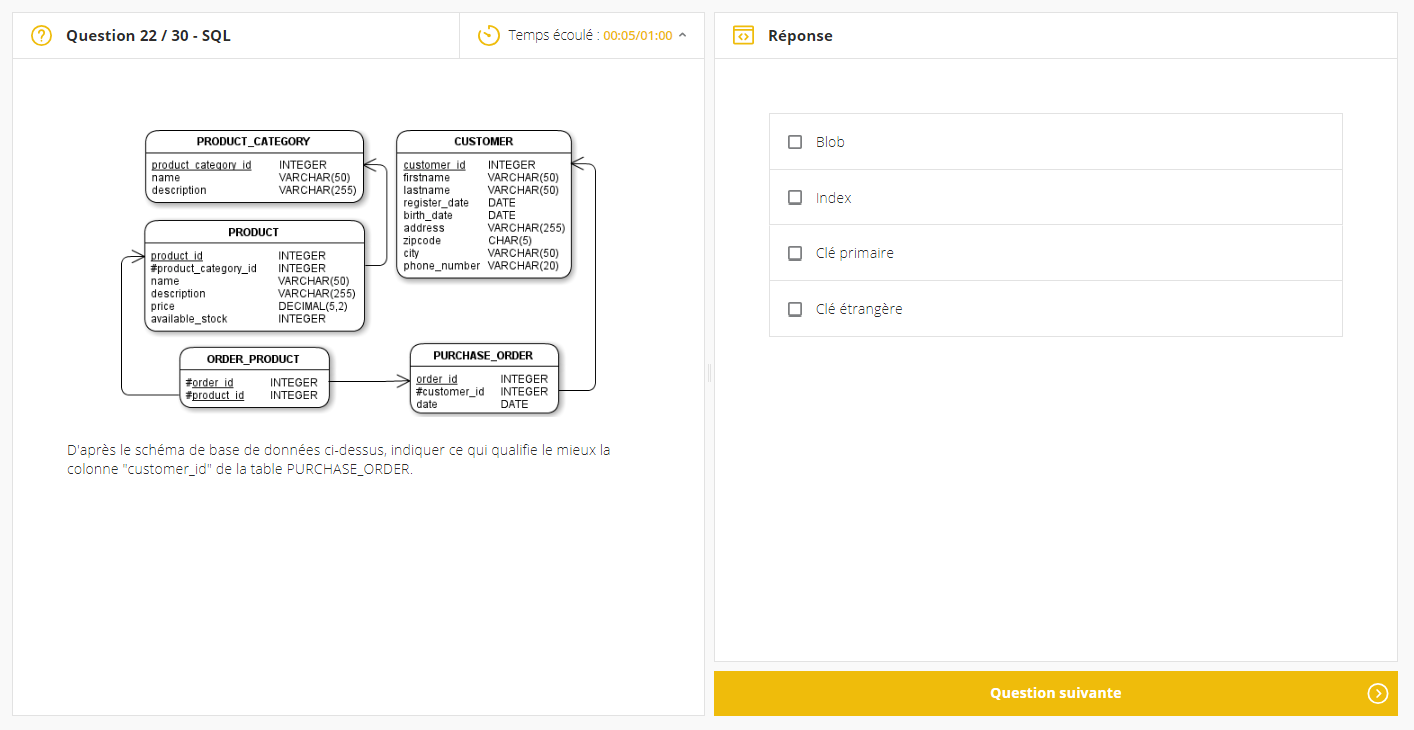 Question 22 / 30 - SQL
Temps écoulé : 00:05/01:00
PRODUCT_CATEGORY
product_category_id INTEGER
name VARCHAR(50)
description VARCHAR(255)
CUSTOMER
customer_id INTEGER
firstname VARCHAR(50)
lastname VARCHAR(50)
register_date DATE
birth_date DATE
address VARCHAR(255)
zipcode CHAR(5)
city VARCHAR(50)
phone_number VARCHAR(20)
PRODUCT
product_id INTEGER
#product_category_id INTEGER
name VARCHAR(50)
description VARCHAR(255)
price DECIMAL(5,2)
available_stock INTEGER
ORDER_PRODUCT
#order_id INTEGER
#product_id INTEGER
PURCHASE_ORDER
order_id INTEGER
#customer_id INTEGER
date DATE
D'après le schéma de base de données ci-dessus, indiquer ce qui qualifie le mieux la
colonne "customer_id" de la table PURCHASE_ORDER.
Réponse
Blob
Index
Clé primaire
Clé étrangère
Question suivante